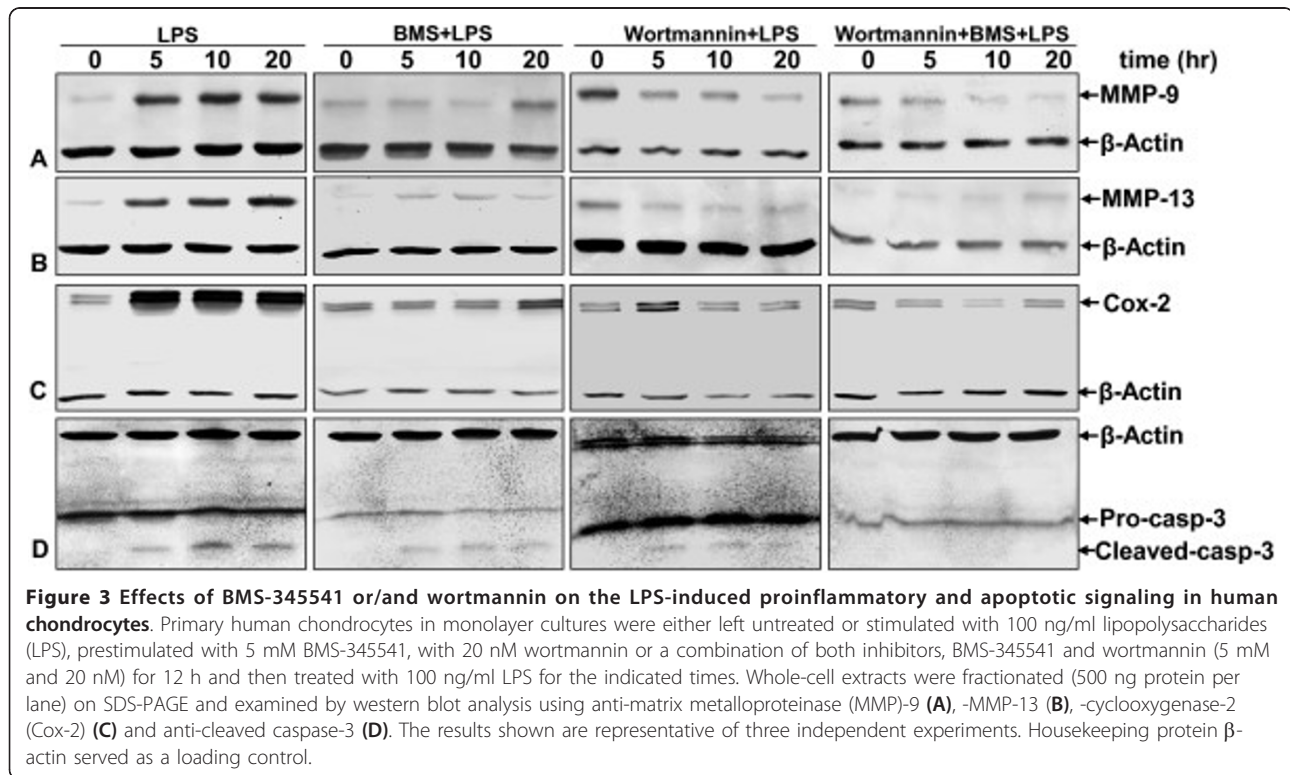 LPS BMS+LPS Wortmannin+LPS Wortmannin+BMS+LPS
0 5 10 20 0 5 10 20 0 5 10 20 0 5 10 20 time (hr)
MMP-9
A β-Actin
MMP-13
B β-Actin
Cox-2
C β-Actin
β-Actin
Pro-casp-3
D Cleaved-casp-3
Figure 3 Effects of BMS-345541 or/and wortmannin on the LPS-induced proinflammatory and apoptotic signaling in human
chondrocytes. Primary human chondrocytes in monolayer cultures were either left untreated or stimulated with 100 ng/ml lipopolysaccharides
(LPS), prestimulated with 5 mM BMS-345541, with 20 nM wortmannin or a combination of both inhibitors, BMS-345541 and wortmannin (5 mM
and 20 nM) for 12 h and then treated with 100 ng/ml LPS for the indicated times. Whole-cell extracts were fractionated (500 ng protein per
lane) on SDS-PAGE and examined by western blot analysis using anti-matrix metalloproteinase (MMP)-9 (A), -MMP-13 (B), -cyclooxygenase-2
(Cox-2) (C) and anti-cleaved caspase-3 (D). The results shown are representative of three independent experiments. Housekeeping protein β-
actin served as a loading control.